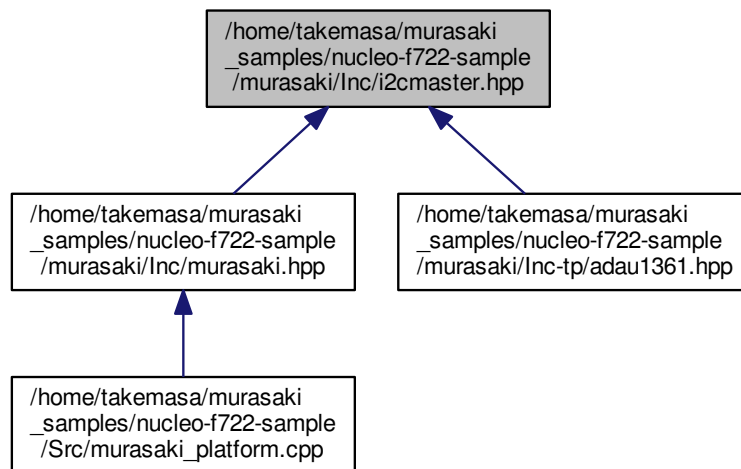 /home/takemasa/murasaki
_samples/nucleo-f722-sample
/murasaki/Inc/i2cmaster.hpp
/home/takemasa/murasaki
_samples/nucleo-f722-sample
/murasaki/Inc/murasaki.hpp
/home/takemasa/murasaki
_samples/nucleo-f722-sample
/murasaki/Inc-tp/adau1361.hpp
/home/takemasa/murasaki
_samples/nucleo-f722-sample
/Src/murasaki_platform.cpp